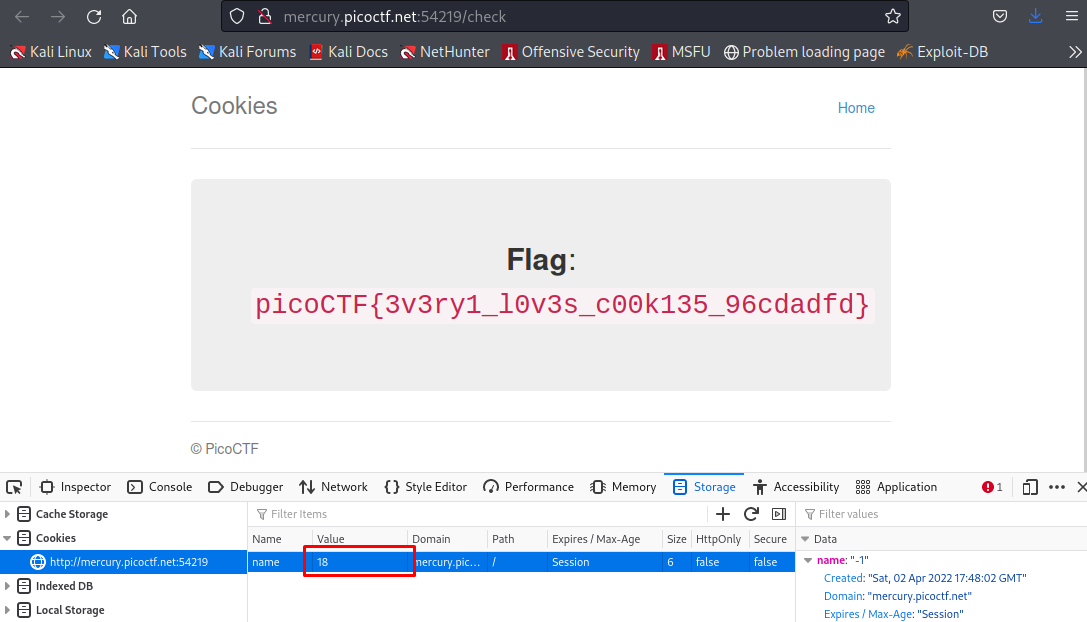 mercury.picoctf.net:54219/check
Kali Linux Kali Tools Kali Forums Kali Docs NetHunter Offensive Security MSFU Problem loading page Exploit-DB
Cookies Home
Flag:
picoCTF{3v3ry1_l0v3s_c00k135_96cdadfd}
© PicoCTF
Inspector Console Debugger Network Style Editor Performance Memory Storage Accessibility Application 1
Cache Storage Filter Items Filter values
Cookies Name Value Domain Path Expires / Max-Age Size HttpOnly Secure Data
http://mercury.picoctf.net:54219 name 18 mercury.pic... / Session 6 false false name: "-1"
Created: "Sat, 02 Apr 2022 17:48:02 GMT"
Indexed DB Domain: "mercury.picoctf.net"
Local Storage Expires / Max-Age: "Session"